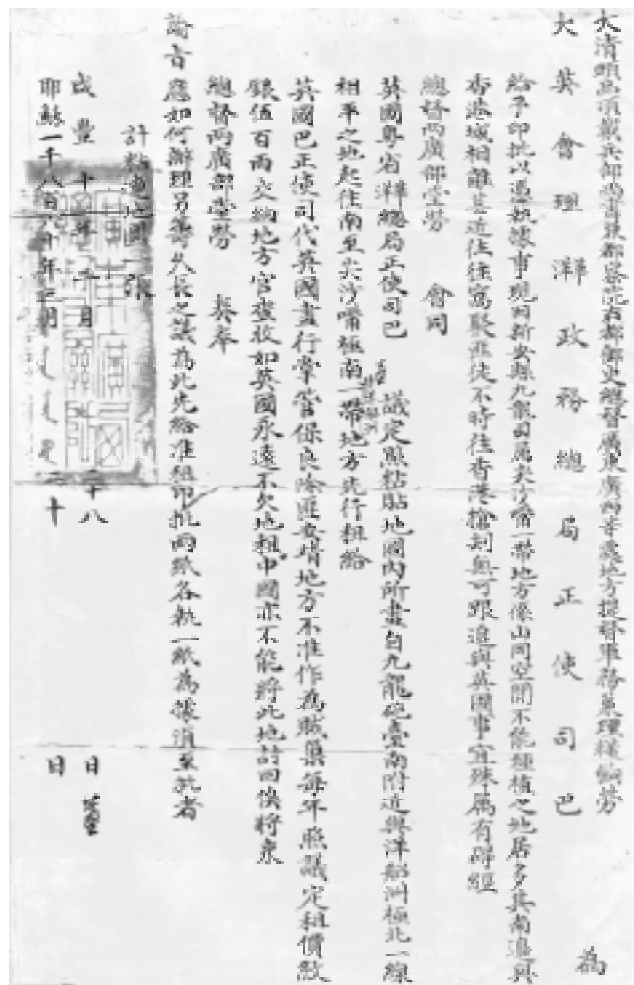 大清頭品頂戴兵部尚書兼都察院右都御史總督廣東廣西等處地方提督軍務兼理糧餉勞
大英會理澣政務總局正使司巴 為
給予印批以憑執據事現因新安縣九龍司屬尖沙嘴一帶地方係山岡空閒不能種植之地居多其南邊與
香港域相離甚近往往窩聚匪徒不時往香港搶刦無可跟追與英國事宜殊屬有碍經
總督兩廣部堂勞 會同
英國粵省澣總局正使司巴 議定照粘貼地圖內所畫自九龍砲臺南附近與洋船洲極北一線
相平之地起往南至尖沙嘴極南一帶地方先行租給
英國巴正使司代英國盡行掌管保良除匪安堵地方不准作為賊巢每年照議定租價紋
銀伍百兩交納地方官查收如英國永遠不欠地租中國亦不能將此地討回俟將來
總督兩廣部堂勞 奏奉
諭旨應如何辦理另籌久長之議為此先給准租印批兩紙各執一紙為據須至批者
計粘連地圖一張
咸豐十年二月二十八日
耶穌一千八百六十年三月二十日